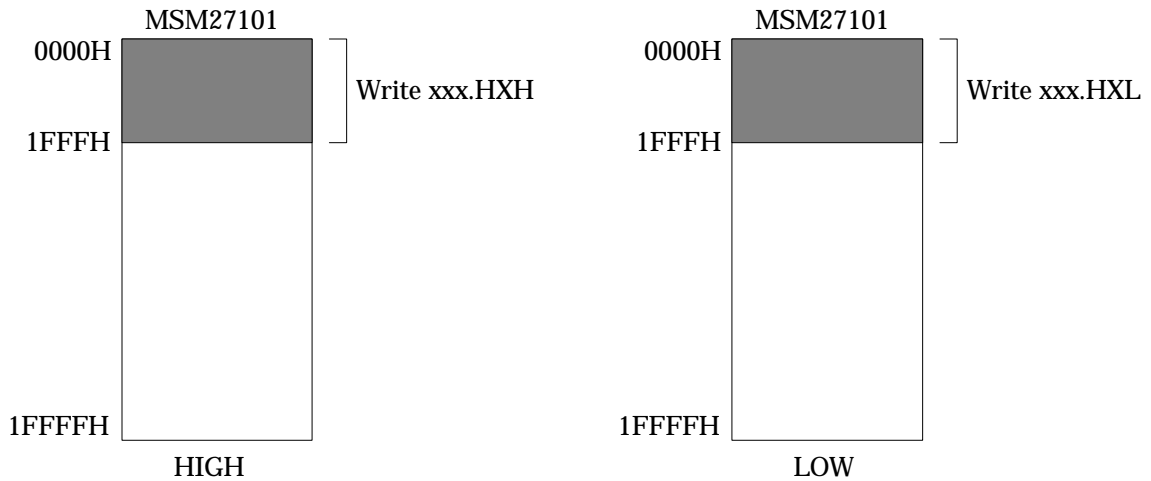 MSM27101
0000H
Write xxx.HXH
1FFFH
1FFFFH
HIGH
MSM27101
0000H
Write xxx.HXL
1FFFH
1FFFFH
LOW